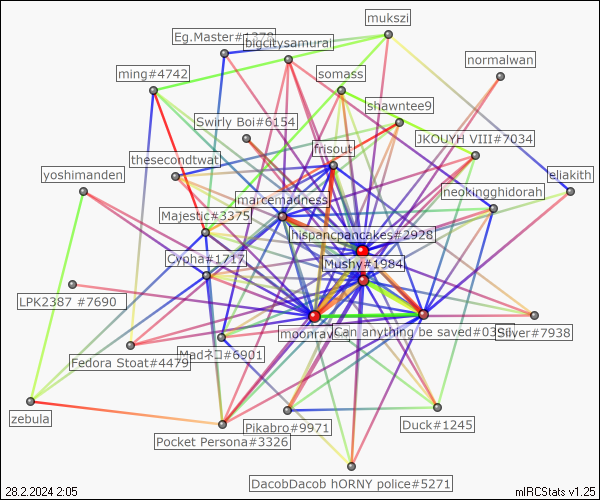 mukszi
Eg.Master#1378
bigcitysamurai
normalwan
ming#4742
somass
shawntee9
Swirly Boi#6154
JKOUYH VIII#7034
frisout
thesecondtwat
yoshimanden
eliakith
neokingghidorah
marcemadness
Majestic#3375
hispancpancakes#2928
Cypha#1717
Mushy#1984
LPK2387 #7690
moonrav
Can anything be saved#03
Silver#7938
Madネコ#6901
Fedora Stoat#4479
zebula
Duck#1245
Pikabro#9971
Pocket Persona#3326
DacobDacob hORNY police#5271
28.2.2024 2:05
mIRCStats v1.25